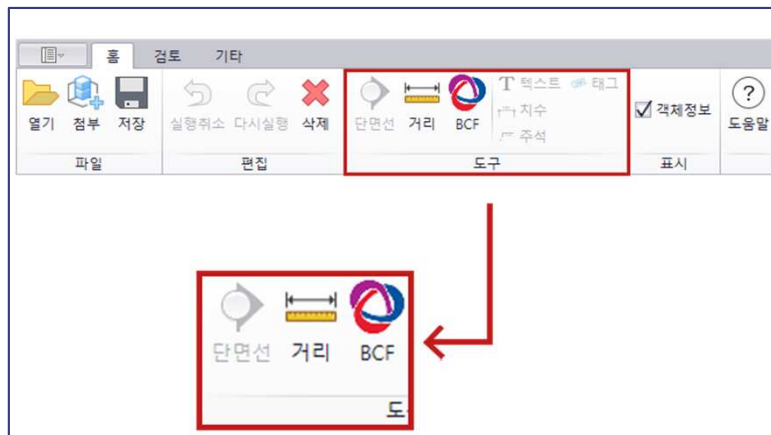 홈 검토 기타
열기 첨부 저장 실행취소 다시실행 삭제 단면선 거리 BCF T 텍스트 태그
치수
주석
객체정보 도움말
파일 편집 도구 표시
단면선 거리 BCF